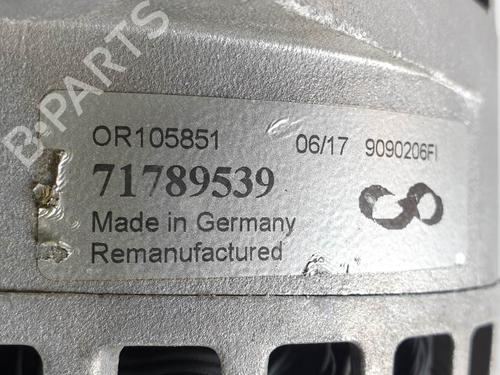 B-PARTS
OR105851 06/17 9090206FI
71789539
Made in Germany
Remanufactured